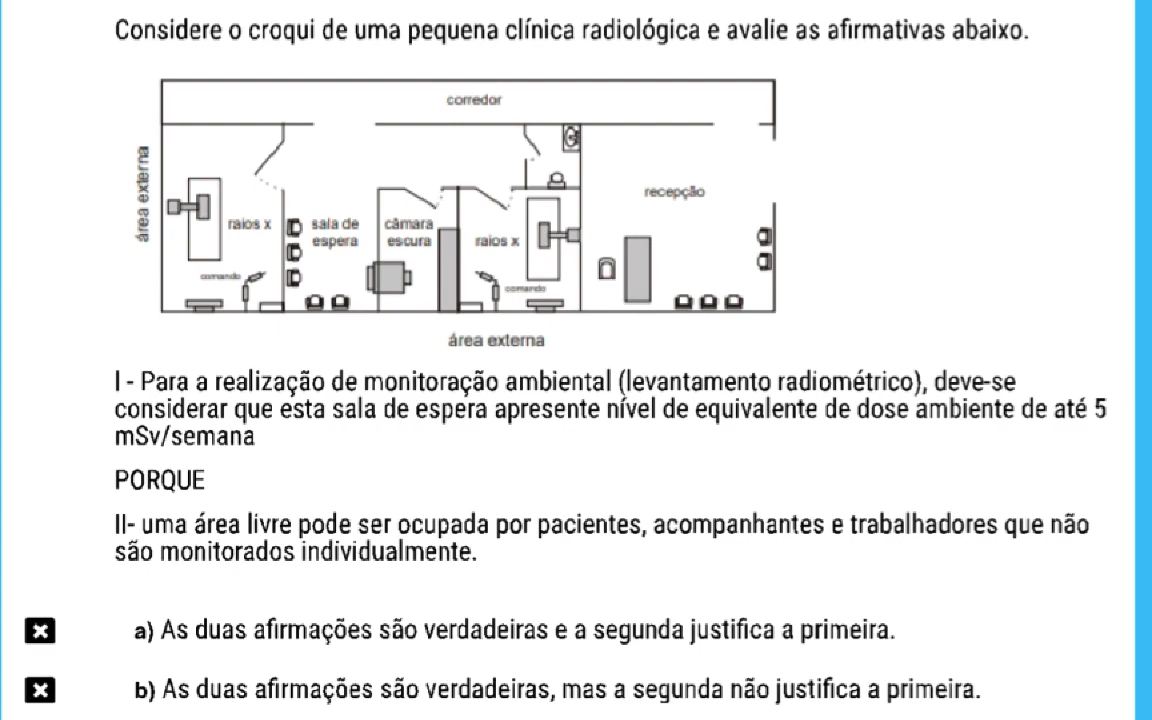 Considere o croqui de uma pequena clínica radiológica e avalie as afirmativas abaixo.
corredor
área externa
recepção
raios x
sala de espera
câmara escura
raios x
comando
comando
área externa
I - Para a realização de monitoração ambiental (levantamento radiométrico), deve-se
considerar que esta sala de espera apresente nível de equivalente de dose ambiente de até 5
mSv/semana
PORQUE
II- uma área livre pode ser ocupada por pacientes, acompanhantes e trabalhadores que não
são monitorados individualmente.
a) As duas afirmações são verdadeiras e a segunda justifica a primeira.
b) As duas afirmações são verdadeiras, mas a segunda não justifica a primeira.